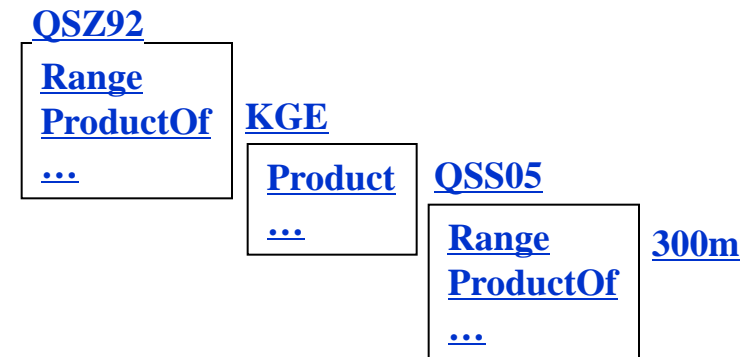 QSZ92
Range
ProductOf
…
KGE
Product
…
QSS05
Range
ProductOf
…
300m